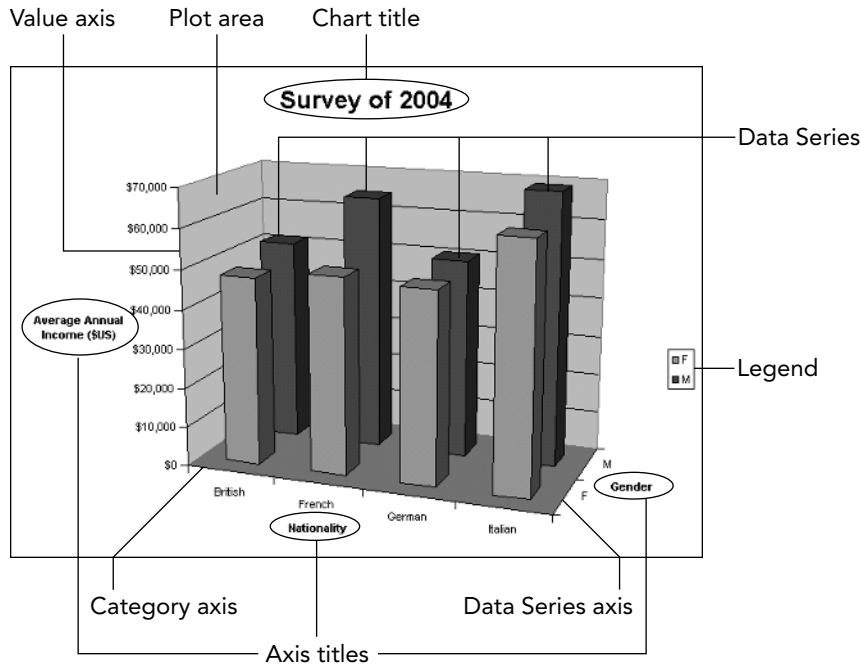 Value axis
Plot area
Chart title
Survey of 2004
Data Series
$70,000
$60,000
$50,000
$40,000
$30,000
$20,000
$10,000
$0
Average Annual
Income ($US)
F
M
Legend
M
F
Gender
British
French
German
Italian
Nationality
Category axis
Data Series axis
Axis titles